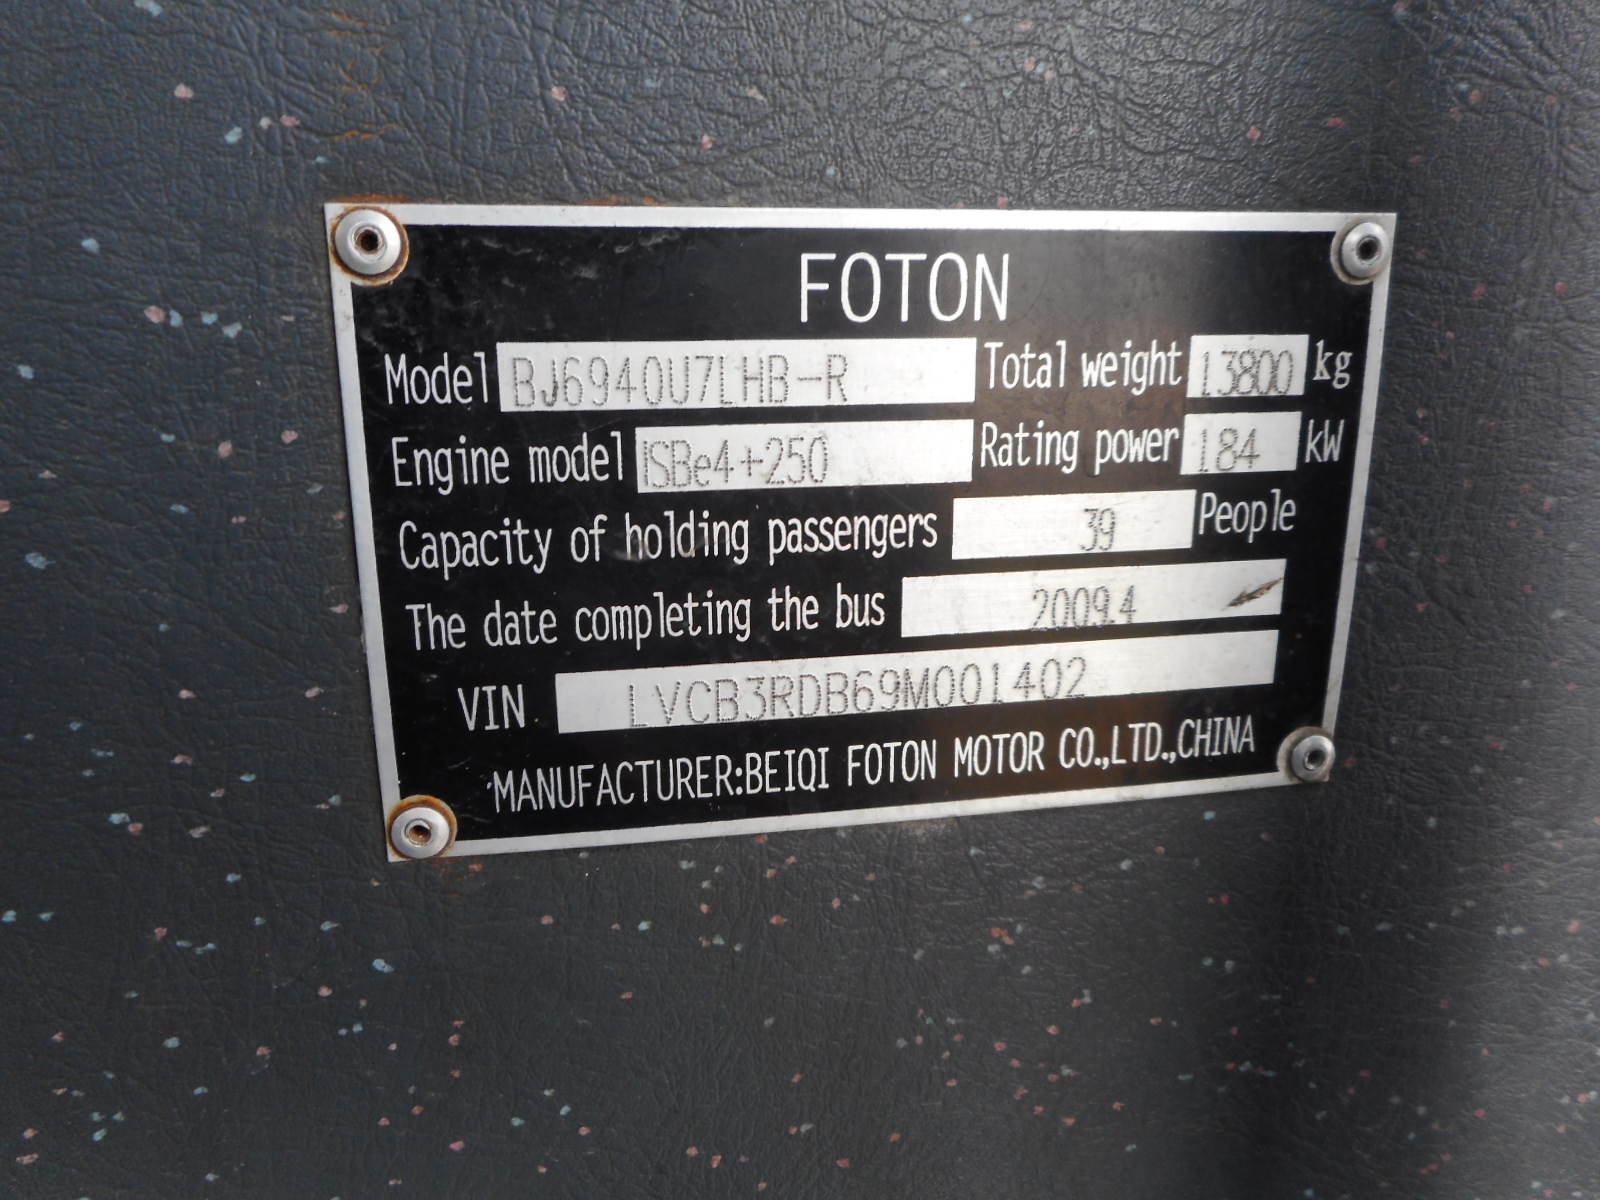 FOTON
Model BJ6940U7LHB-R Total weight 13800 kg
Engine model ISBe4+250 Rating power 184 kW
Capacity of holding passengers 39 People
The date completing the bus 2009.4
VIN LVCB3RDB69M001402
MANUFACTURER:BEIQI FOTON MOTOR CO.,LTD.,CHINA